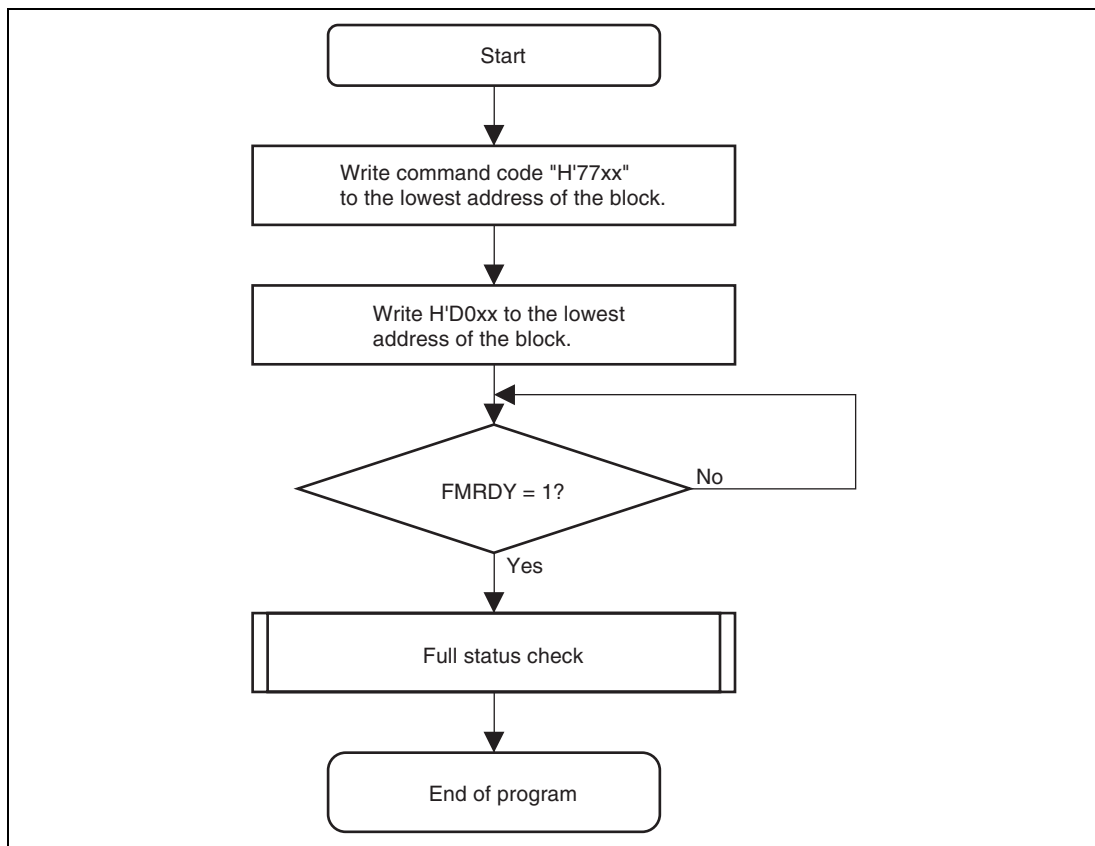 Start
Write command code "H'77xx"
to the lowest address of the block.
Write H'D0xx to the lowest
address of the block.
FMRDY = 1?
No
Yes
Full status check
End of program